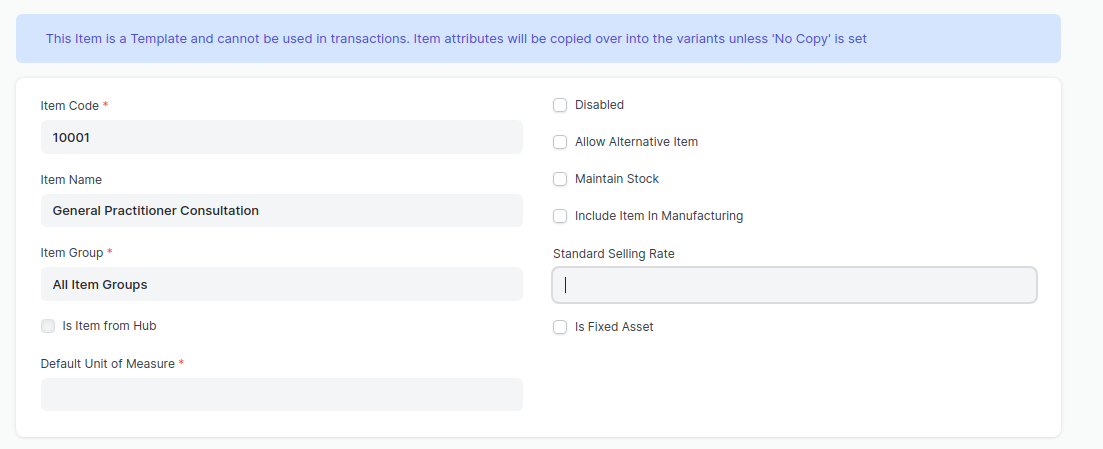 This Item is a Template and cannot be used in transactions. Item attributes will be copied over into the variants unless 'No Copy' is set
Item Code *
10001
Item Name
General Practitioner Consultation
Item Group *
All Item Groups
Is Item from Hub
Default Unit of Measure *
Disabled
Allow Alternative Item
Maintain Stock
Include Item In Manufacturing
Standard Selling Rate
Is Fixed Asset